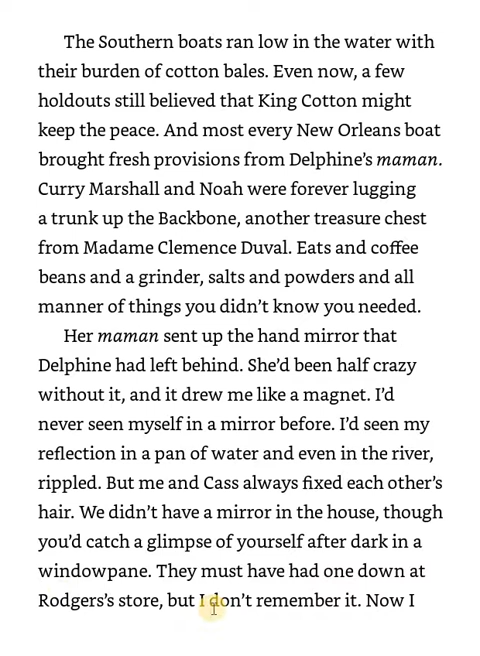 The Southern boats ran low in the water with
their burden of cotton bales. Even now, a few
holdouts still believed that King Cotton might
keep the peace. And most every New Orleans boat
brought fresh provisions from Delphine’s maman.
Curry Marshall and Noah were forever lugging
a trunk up the Backbone, another treasure chest
from Madame Clemence Duval. Eats and coffee
beans and a grinder, salts and powders and all
manner of things you didn’t know you needed.
Her maman sent up the hand mirror that
Delphine had left behind. She’d been half crazy
without it, and it drew me like a magnet. I’d
never seen myself in a mirror before. I’d seen my
reflection in a pan of water and even in the river,
rippled. But me and Cass always fixed each other’s
hair. We didn’t have a mirror in the house, though
you’d catch a glimpse of yourself after dark in a
windowpane. They must have had one down at
Rodgers’s store, but I don’t remember it. Now I